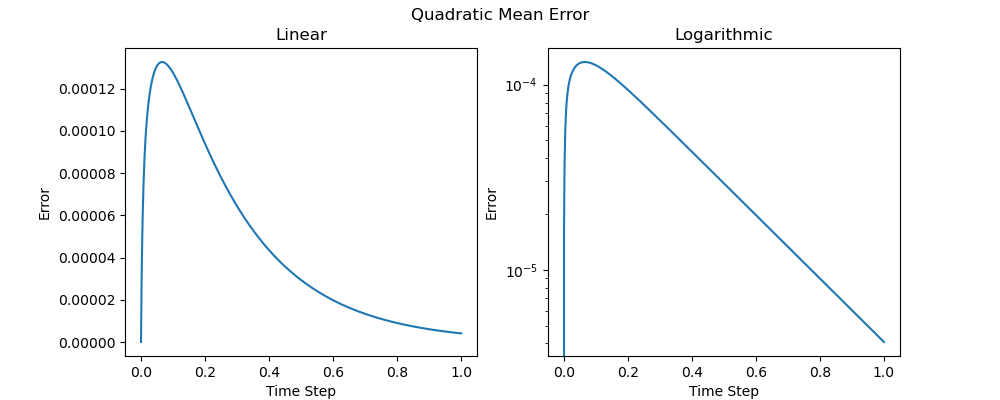 Quadratic Mean Error
Linear
Error
0.00012
0.00010
0.00008
0.00006
0.00004
0.00002
0.00000
0.0 0.2 0.4 0.6 0.8 1.0
Time Step
Logarithmic
Error
10⁻⁴
10⁻⁵
0.0 0.2 0.4 0.6 0.8 1.0
Time Step